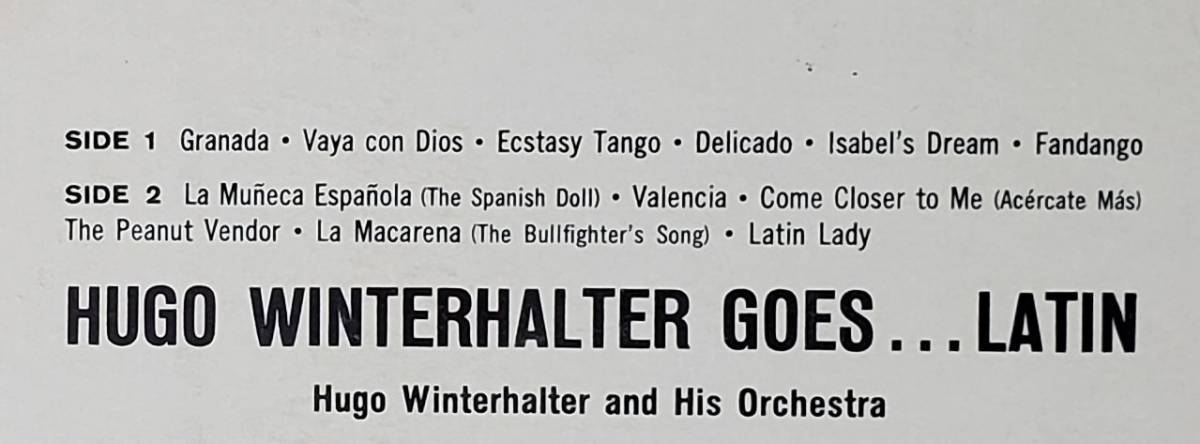 SIDE 1 Granada • Vaya con Dios • Ecstasy Tango • Delicado • Isabel's Dream • Fandango
SIDE 2 La Muñeca Española (The Spanish Doll) • Valencia • Come Closer to Me (Acércate Más)
The Peanut Vendor • La Macarena (The Bullfighter's Song) • Latin Lady
HUGO WINTERHALTER GOES...LATIN
Hugo Winterhalter and His Orchestra